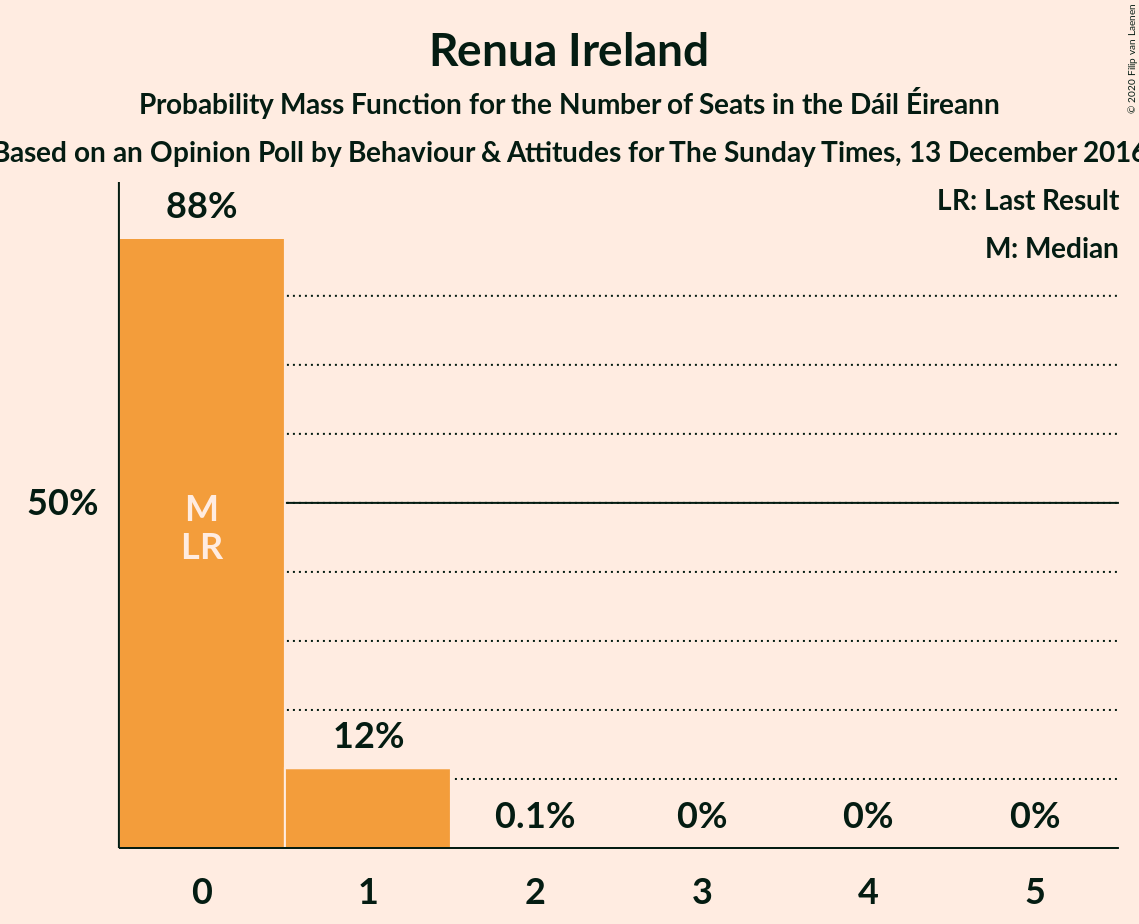 Renua Ireland
Probability Mass Function for the Number of Seats in the Dáil Éireann
Based on an Opinion Poll by Behaviour & Attitudes for The Sunday Times, 13 December 2016
© 2020 Filip van Laenen
LR: Last Result
M: Median
88%
50%
M
LR
12%
0.1%
0%
0%
0%
0 1 2 3 4 5